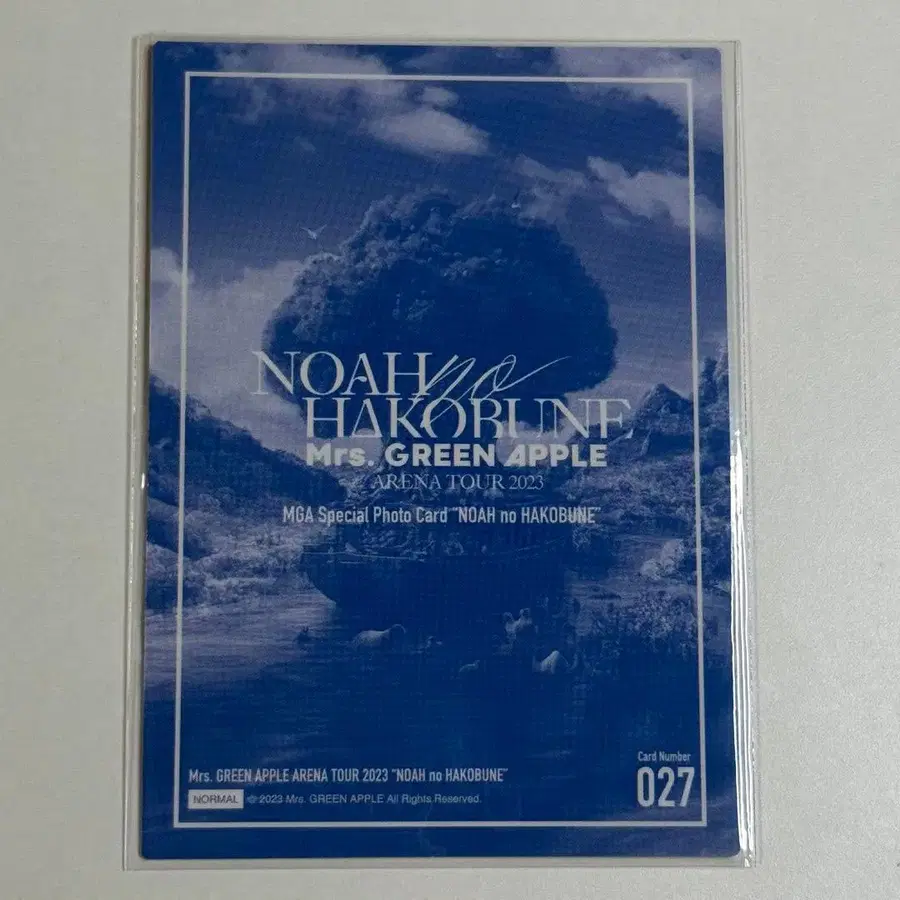 NOAH no
HAKOBUNE
Mrs. GREEN APPLE
ARENA TOUR 2023
MGA Special Photo Card "NOAH no HAKOBUNE"
Mrs. GREEN APPLE ARENA TOUR 2023 "NOAH no HAKOBUNE"
NORMAL © 2023 Mrs. GREEN APPLE All Rights Reserved.
Card Number
027